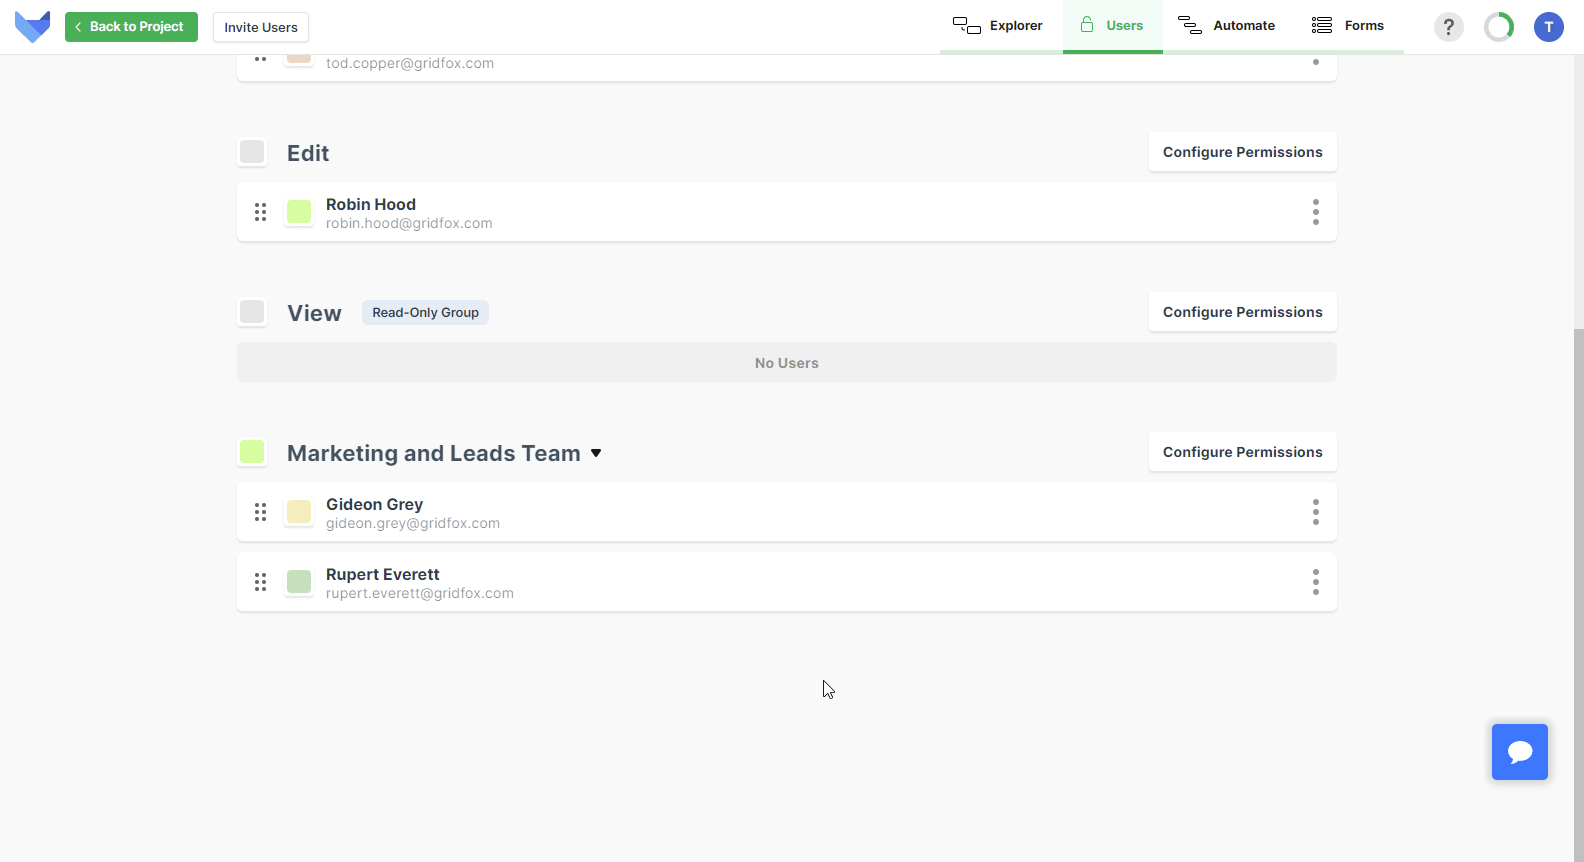 Back to Project
Invite Users
Explorer
Users
Automate
Forms
?
T
tod.copper@gridfox.com
Edit
Configure Permissions
Robin Hood
robin.hood@gridfox.com
View
Read-Only Group
Configure Permissions
No Users
Marketing and Leads Team
Configure Permissions
Gideon Grey
gideon.grey@gridfox.com
Rupert Everett
rupert.everett@gridfox.com